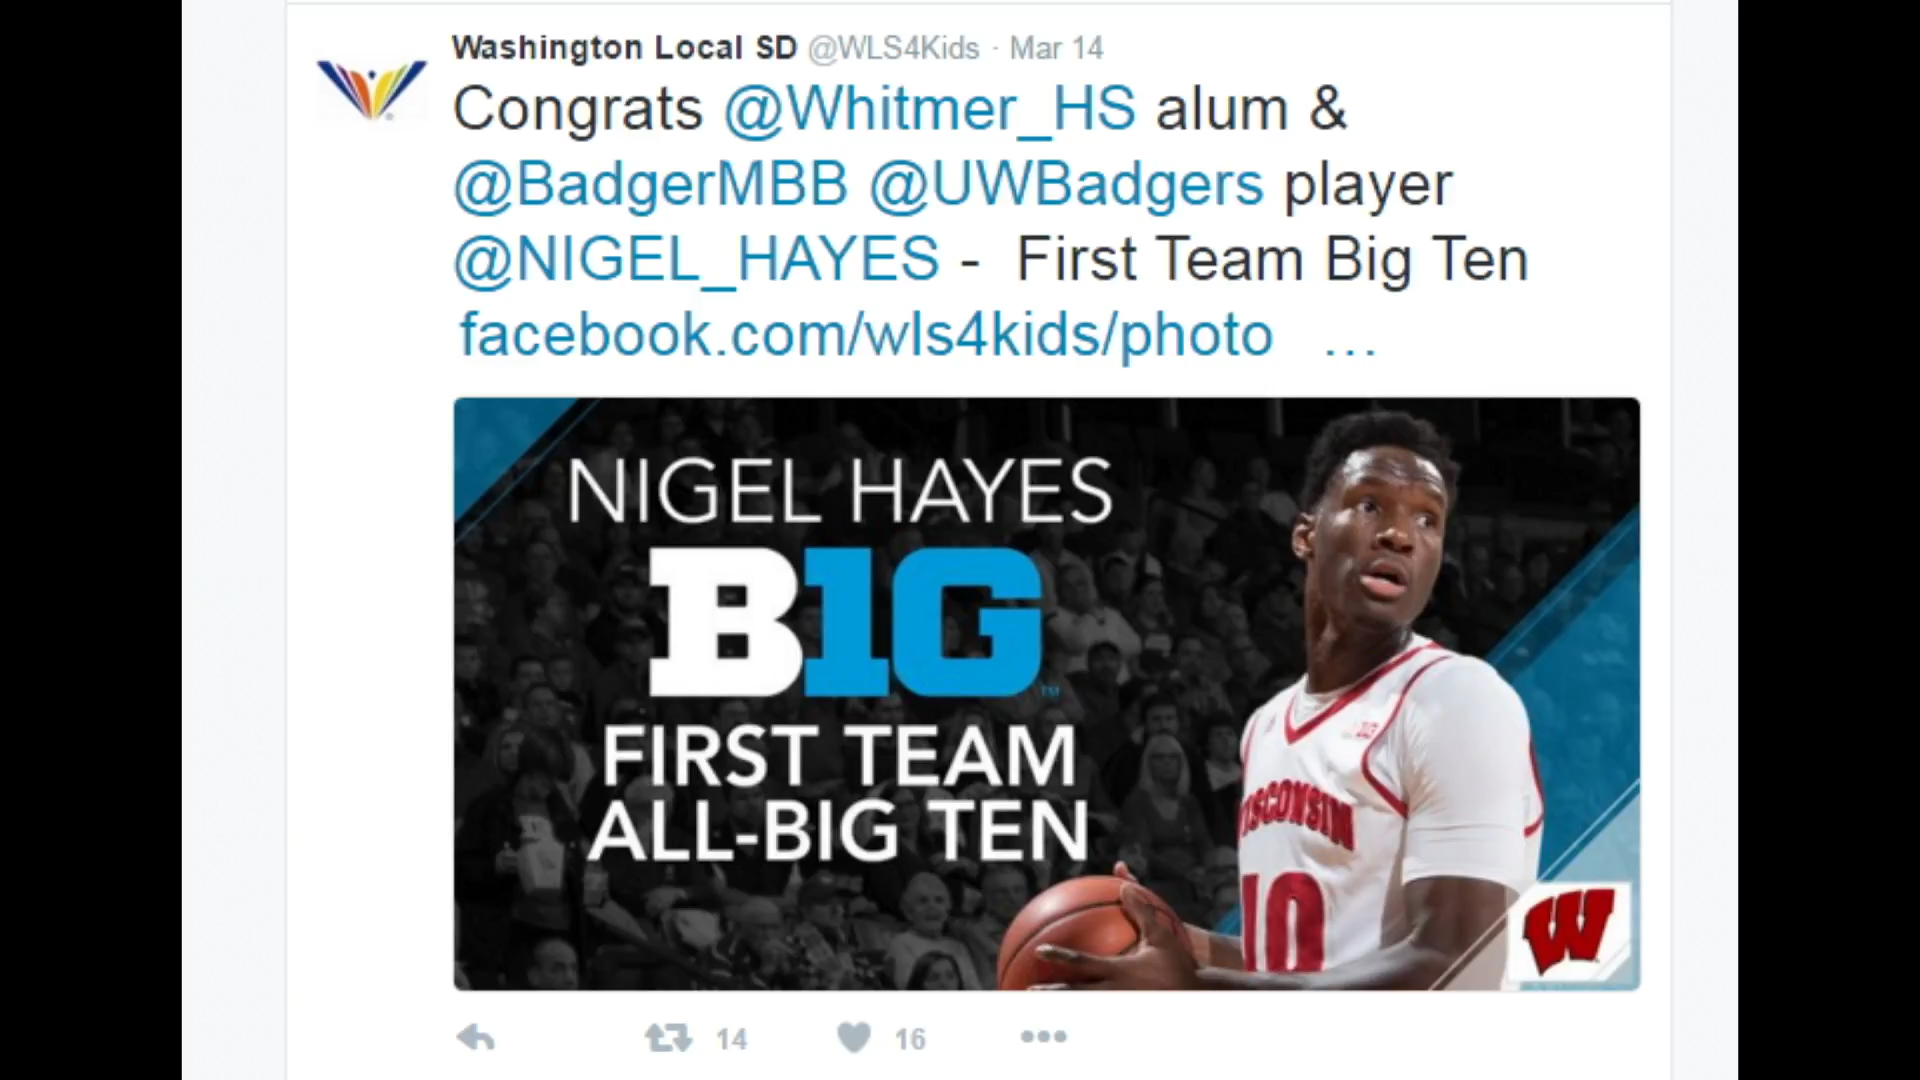 Washington Local SD @WLS4Kids · Mar 14
Congrats @Whitmer_HS alum &
@BadgerMBB @UWBadgers player
@NIGEL_HAYES - First Team Big Ten
facebook.com/wls4kids/photo ...
NIGEL HAYES
B1G
TM
FIRST TEAM
ALL-BIG TEN
WISCONSIN
10
W
14
16